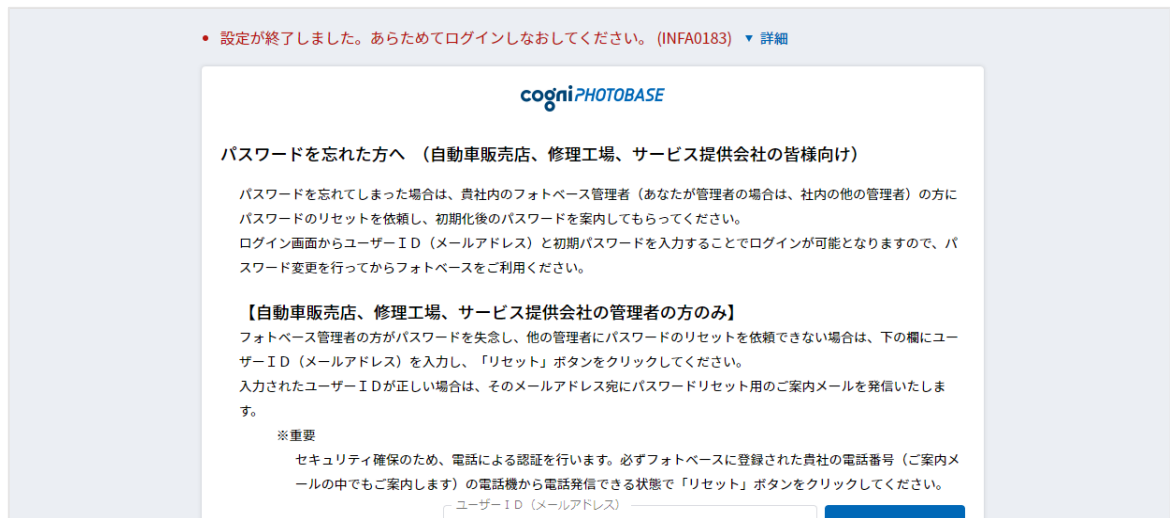 • 設定が終了しました。あらためてログインしなおしてください。 (INFA0183) ▼ 詳細
cogni PHOTOBASE
パスワードを忘れた方へ （自動車販売店、修理工場、サービス提供会社の皆様向け）
パスワードを忘れてしまった場合は、貴社内のフォトベース管理者（あなたが管理者の場合は、社内の他の管理者）の方に
パスワードのリセットを依頼し、初期化後のパスワードを案内してもらってください。
ログイン画面からユーザーＩＤ（メールアドレス）と初期パスワードを入力することでログインが可能となりますので、パ
スワード変更を行ってからフォトベースをご利用ください。
【自動車販売店、修理工場、サービス提供会社の管理者の方のみ】
フォトベース管理者の方がパスワードを失念し、他の管理者にパスワードのリセットを依頼できない場合は、下の欄にユー
ザーＩＤ（メールアドレス）を入力し、「リセット」ボタンをクリックしてください。
入力されたユーザーＩＤが正しい場合は、そのメールアドレス宛にパスワードリセット用のご案内メールを発信いたしま
す。
※重要
セキュリティ確保のため、電話による認証を行います。必ずフォトベースに登録された貴社の電話番号（ご案内メ
ールの中でもご案内します）の電話機から電話発信できる状態で「リセット」ボタンをクリックしてください。
ユーザーＩＤ（メールアドレス）